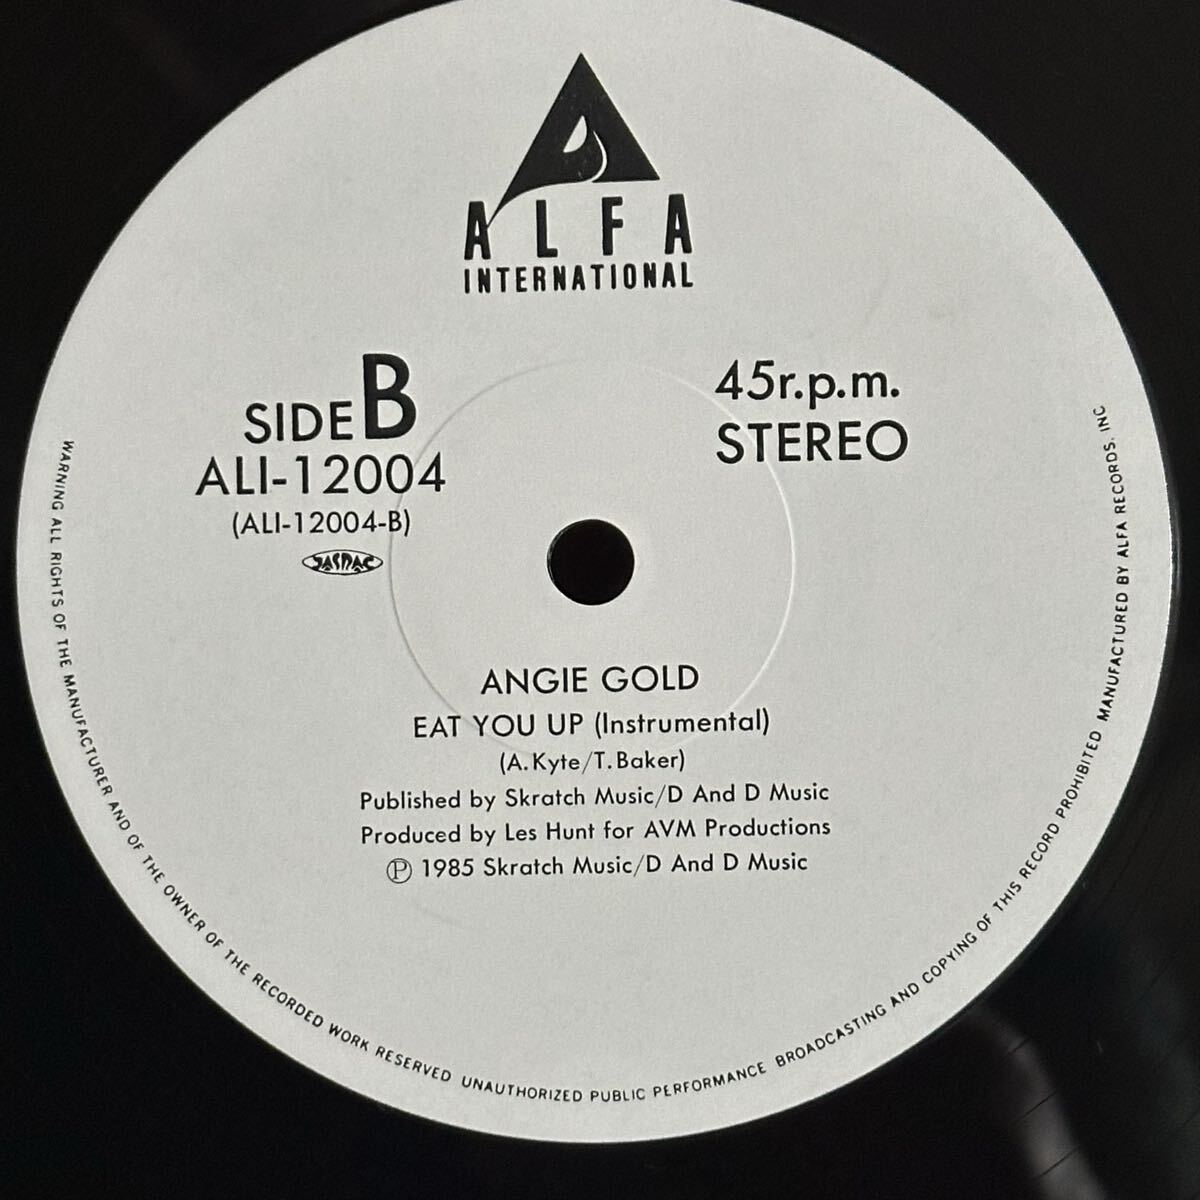 ALFA
INTERNATIONAL
SIDE B
ALI-12004
(ALI-12004-B)
JASRAC
45r.p.m.
STEREO
ANGIE GOLD
EAT YOU UP (Instrumental)
(A.Kyte/T.Baker)
Published by Skratch Music/D And D Music
Produced by Les Hunt for AVM Productions
Ⓟ 1985 Skratch Music/D And D Music
WARNING ALL RIGHTS OF THE MANUFACTURER AND OF THE OWNER OF THE RECORDED WORK RESERVED UNAUTHORIZED PUBLIC PERFORMANCE BROADCASTING AND COPYING OF THIS RECORD PROHIBITED MANUFACTURED BY ALFA RECORDS, INC